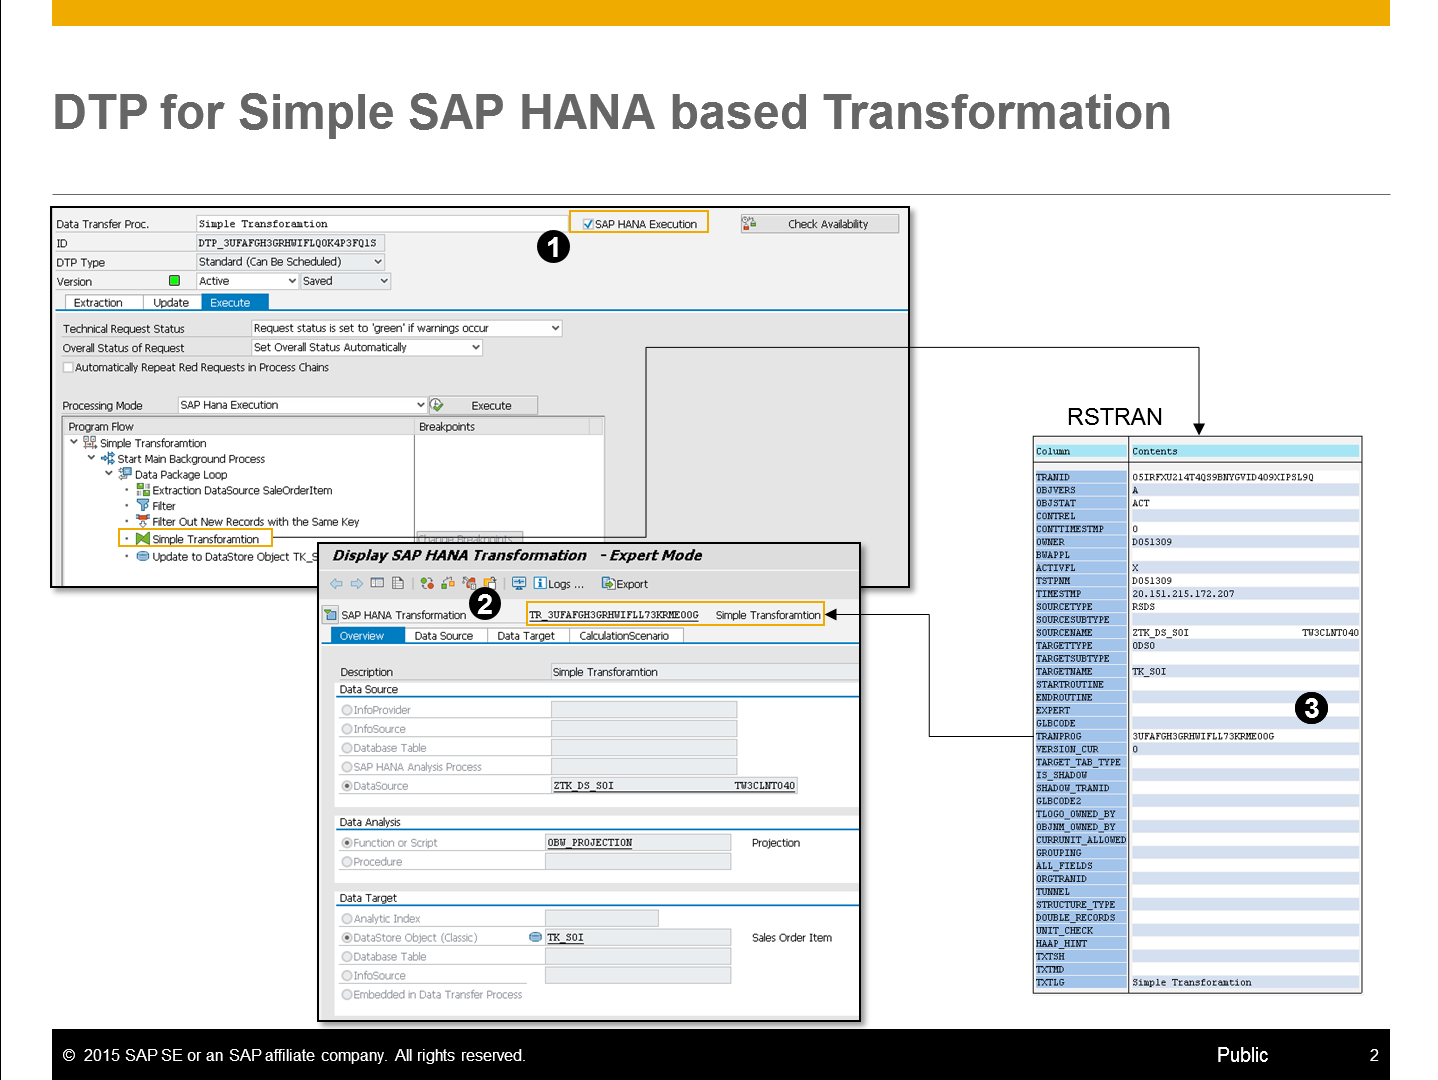 DTP for Simple SAP HANA based Transformation
Data Transfer Proc. Simple Transforamtion SAP HANA Execution Check Availability
ID DTP_3UFAFGH3GRHWIFLQ0K4P3FQ1S
1
DTP Type Standard (Can Be Scheduled)
Version Active Saved
Extraction Update Execute
Technical Request Status Request status is set to 'green' if warnings occur
Overall Status of Request Set Overall Status Automatically
Automatically Repeat Red Requests in Process Chains
Processing Mode SAP Hana Execution Execute
Program Flow Breakpoints
Simple Transforamtion
Start Main Background Process
Data Package Loop
Extraction DataSource SaleOrderItem
Filter
Filter Out New Records with the Same Key
Simple Transforamtion Change Breakpoints...
Update to DataStore Object TK_S
Display SAP HANA Transformation - Expert Mode
Logs ... Export
2
SAP HANA Transformation TR_3UFAFGH3GRHWIFLL73KRME00G Simple Transforamtion
Overview Data Source Data Target CalculationScenario
Description Simple Transforamtion
Data Source
InfoProvider
InfoSource
Database Table
SAP HANA Analysis Process
DataSource ZTK_DS_SOI TW3CLNT040
Data Analysis
Function or Script 0BW_PROJECTION Projection
Procedure
Data Target
Analytic Index
DataStore Object (Classic) TK_SOI Sales Order Item
Database Table
InfoSource
Embedded in Data Transfer Process
RSTRAN
Column Contents
TRANID 05IRFXU214T4QS9BNYGVID409XIPSL9Q
OBJVERS A
OBJSTAT ACT
CONTREL
CONTTIMESTMP 0
OWNER D051309
BWAPPL
ACTIVFL X
TSTPNM D051309
TIMESTMP 20.151.215.172.207
SOURCETYPE RSDS
SOURCESUBTYPE
SOURCENAME ZTK_DS_SOI TW3CLNT040
TARGETTYPE ODSO
TARGETSUBTYPE
TARGETNAME TK_SOI
STARTROUTINE
ENDROUTINE
EXPERT
3
GLBCODE
TRANPROG 3UFAFGH3GRHWIFLL73KRME00G
VERSION_CUR 0
TARGET_TAB_TYPE
IS_SHADOW
SHADOW_TRANID
GLBCODE2
TLOGO_OWNED_BY
OBJNM_OWNED_BY
CURRUNIT_ALLOWED
GROUPING
ALL_FIELDS
ORGTRANID
TUNNEL
STRUCTURE_TYPE
DOUBLE_RECORDS
UNIT_CHECK
HAAP_HINT
TXTSH
TXTMD
TXTLG Simple Transforamtion
© 2015 SAP SE or an SAP affiliate company. All rights reserved. Public 2